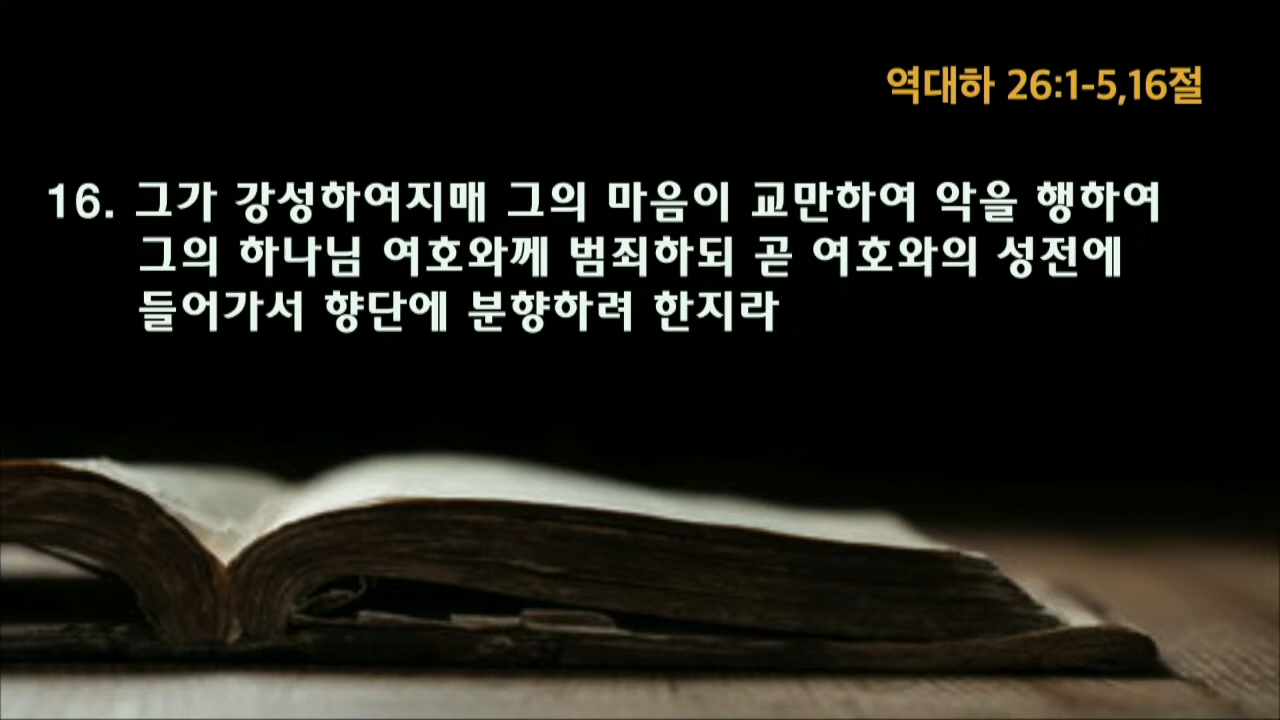 역대하 26:1-5,16절
16. 그가 강성하여지매 그의 마음이 교만하여 악을 행하여
그의 하나님 여호와께 범죄하되 곧 여호와의 성전에
들어가서 향단에 분향하려 한지라